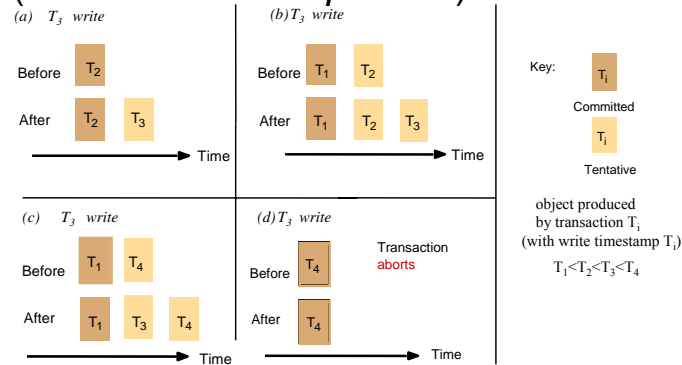 (a) T3 write
Before T2
After T2 T3
Time
(b) T3 write
Before T1 T2
After T1 T2 T3
Time
(c) T3 write
Before T1 T4
After T1 T3 T4
Time
(d) T3 write
Transaction
aborts
Before T4
After T4
Time
Key:
Ti
Committed
Ti
Tentative
object produced
by transaction Ti
(with write timestamp Ti)
T1<T2<T3<T4